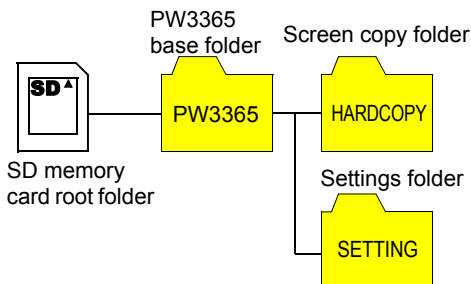 PW3365
base folder
Screen copy folder
SD
PW3365
HARDCOPY
SD memory
card root folder
Settings folder
SETTING